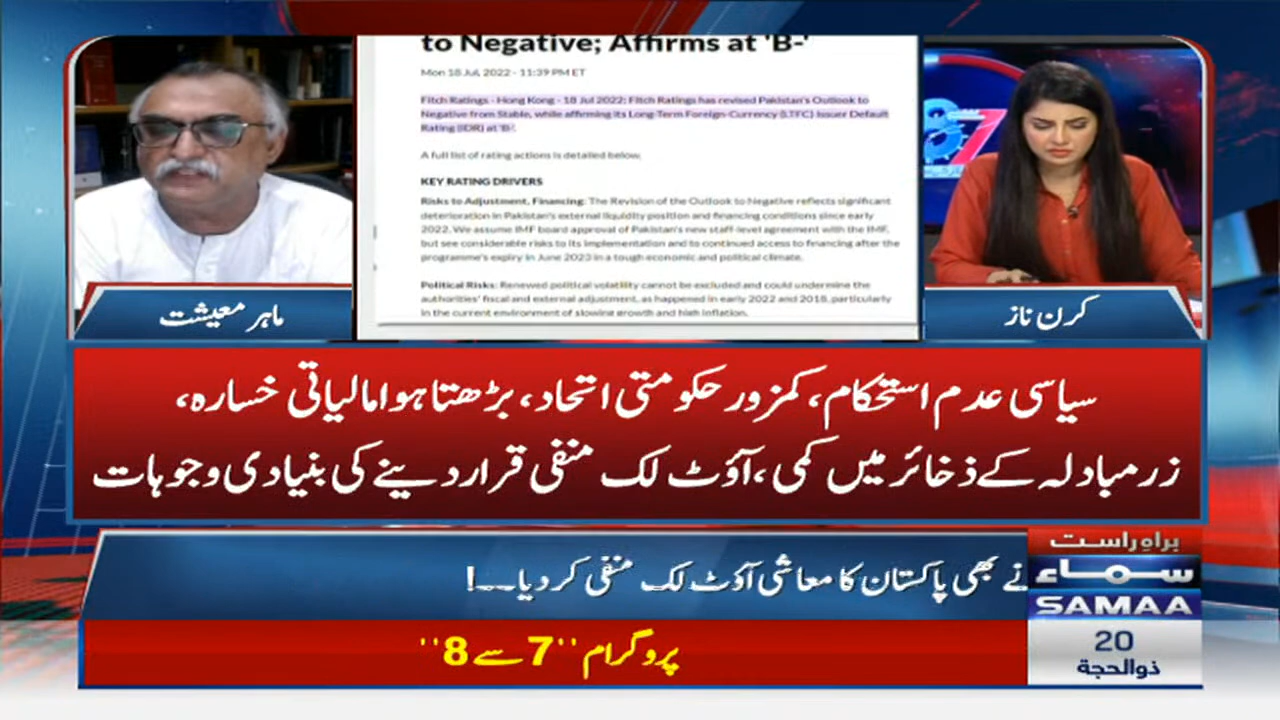 to Negative; Affirms at 'B-'
Mon 18 Jul, 2022 - 11:39 PM ET
Fitch Ratings - Hong Kong - 18 Jul 2022: Fitch Ratings has revised Pakistan's Outlook to
Negative from Stable, while affirming its Long-Term Foreign-Currency (LTFC) Issuer Default
Rating (IDR) at 'B-'.
A full list of rating actions is detailed below.
KEY RATING DRIVERS
Risks to Adjustment, Financing: The Revision of the Outlook to Negative reflects significant
deterioration in Pakistan's external liquidity position and financing conditions since early
2022. We assume IMF board approval of Pakistan's new staff-level agreement with the IMF,
but see considerable risks to its implementation and to continued access to financing after the
programme's expiry in June 2023 in a tough economic and political climate.
Political Risks: Renewed political volatility cannot be excluded and could undermine the
authorities' fiscal and external adjustment, as happened in early 2022 and 2018, particularly
in the current environment of slowing growth and high inflation.
7
کرن ناز
ماہر معیشت
سیاسی عدم استحکام، کمزور حکومتی اتحاد، بڑھتا ہوا مالیاتی خسارہ،
زرمبادلہ کے ذخائر میں کمی، آؤٹ لک منفی قرار دینے کی بنیادی وجوہات
براہِ راست
نے بھی پاکستان کا معاشی آؤٹ لک منفی کر دیا۔۔۔!
سماء
SAMAA
پروگرام ''7 سے 8''
20
ذوالحجة